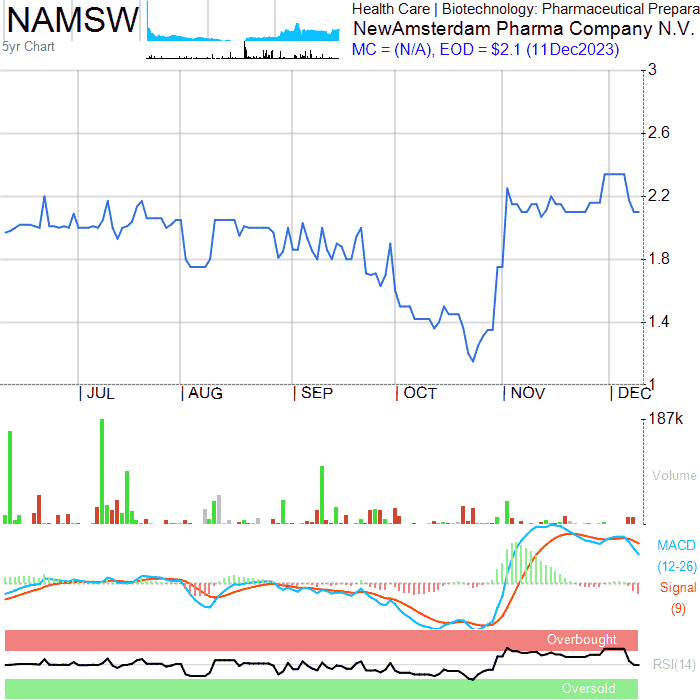 NAMSW
5yr Chart
Health Care | Biotechnology: Pharmaceutical Prepara
NewAmsterdam Pharma Company N.V.
MC = (N/A), EOD = $2.1 (11Dec2023)
3
2.6
2.2
1.8
1.4
1
| JUL | AUG | SEP | OCT | NOV | DEC
187k
Volume
MACD
(12-26)
Signal
(9)
Overbought
RSI(14)
Oversold